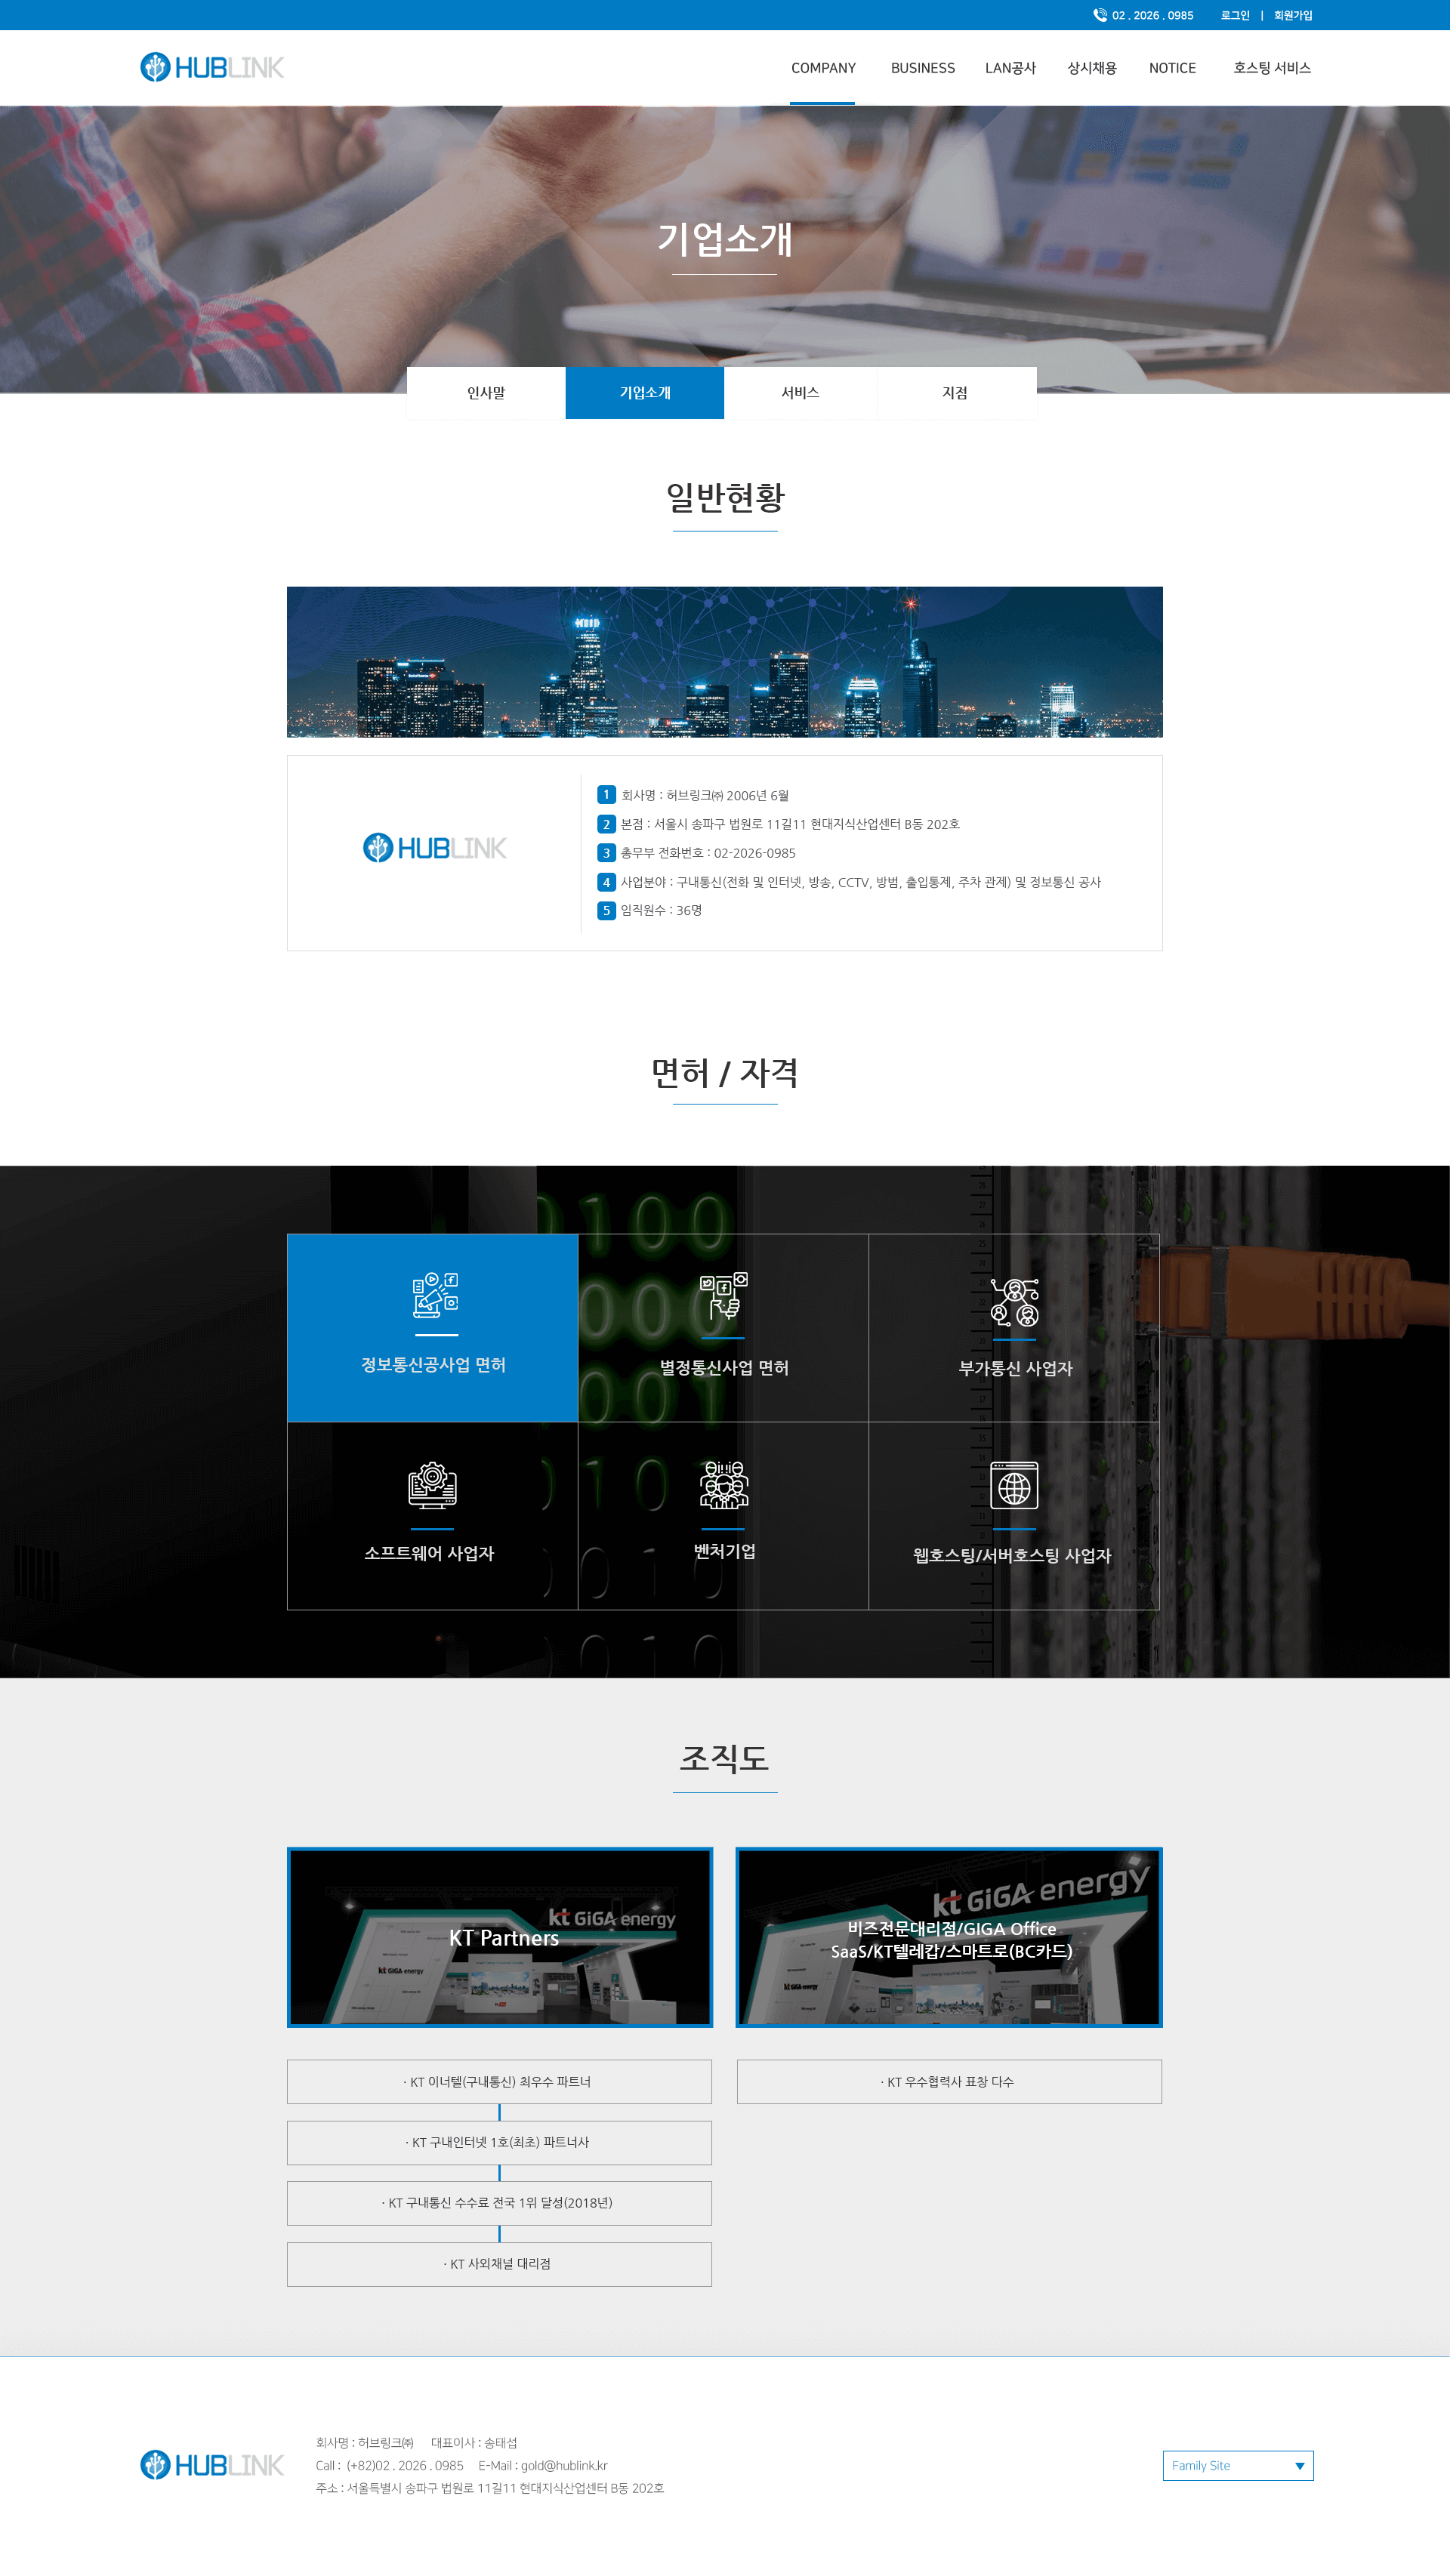 02 . 2026 . 0985 로그인 | 회원가입
HUBLINK
COMPANY BUSINESS LAN공사 상시채용 NOTICE 호스팅 서비스
기업소개
인사말 기업소개 서비스 지점
일반현황
HUBLINK
1 회사명 : 허브링크㈜ 2006년 6월
2 본점 : 서울시 송파구 법원로 11길11 현대지식산업센터 B동 202호
3 총무부 전화번호 : 02-2026-0985
4 사업분야 : 구내통신(전화 및 인터넷, 방송, CCTV, 방범, 출입통제, 주차 관제) 및 정보통신 공사
5 임직원수 : 36명
면허 / 자격
정보통신공사업 면허
별정통신사업 면허
부가통신 사업자
소프트웨어 사업자
벤처기업
웹호스팅/서버호스팅 사업자
조직도
kt GiGA energy
KT Partners
kt GiGA energy
kt GiGA energy
비즈전문대리점/GIGA Office
SaaS/KT텔레캅/스마트로(BC카드)
kt GiGA energy
· KT 이너텔(구내통신) 최우수 파트너
· KT 구내인터넷 1호(최초) 파트너사
· KT 구내통신 수수료 전국 1위 달성(2018년)
· KT 사외채널 대리점
· KT 우수협력사 표창 다수
HUBLINK
회사명 : 허브링크㈜ 대표이사 : 송태섭
Call : (+82)02 . 2026 . 0985 E-Mail : gold@hublink.kr
주소 : 서울특별시 송파구 법원로 11길11 현대지식산업센터 B동 202호
Family Site